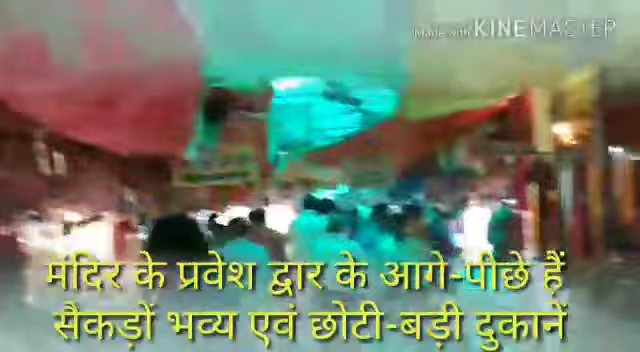 Made with KINEMASTER
मंदिर के प्रवेश द्वार के आगे-पीछे हैं
सैकड़ों भव्य एवं छोटी-बड़ी दुकानें